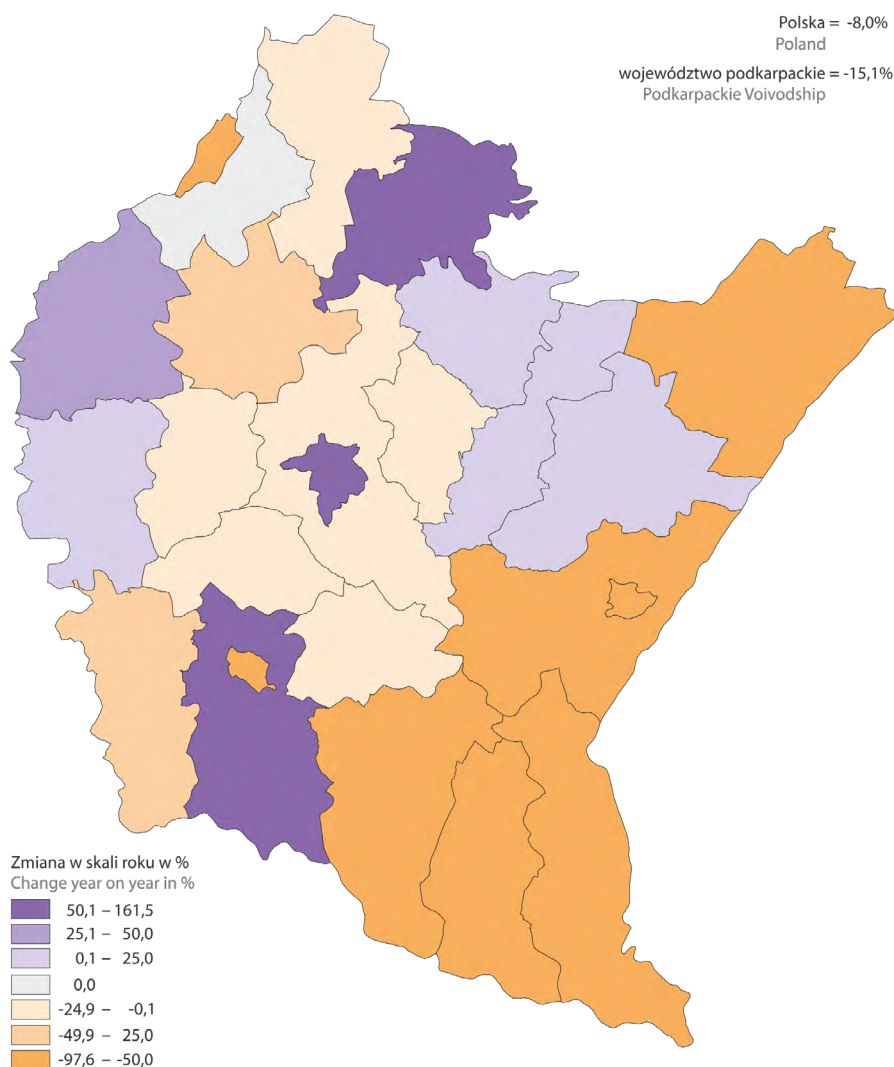 Polska = -8,0%
Poland
województwo podkarpackie = -15,1%
Podkarpackie Voivodship
Zmiana w skali roku w %
Change year on year in %
50,1 – 161,5
25,1 – 50,0
0,1 – 25,0
0,0
-24,9 – -0,1
-49,9 – 25,0
-97,6 – -50,0